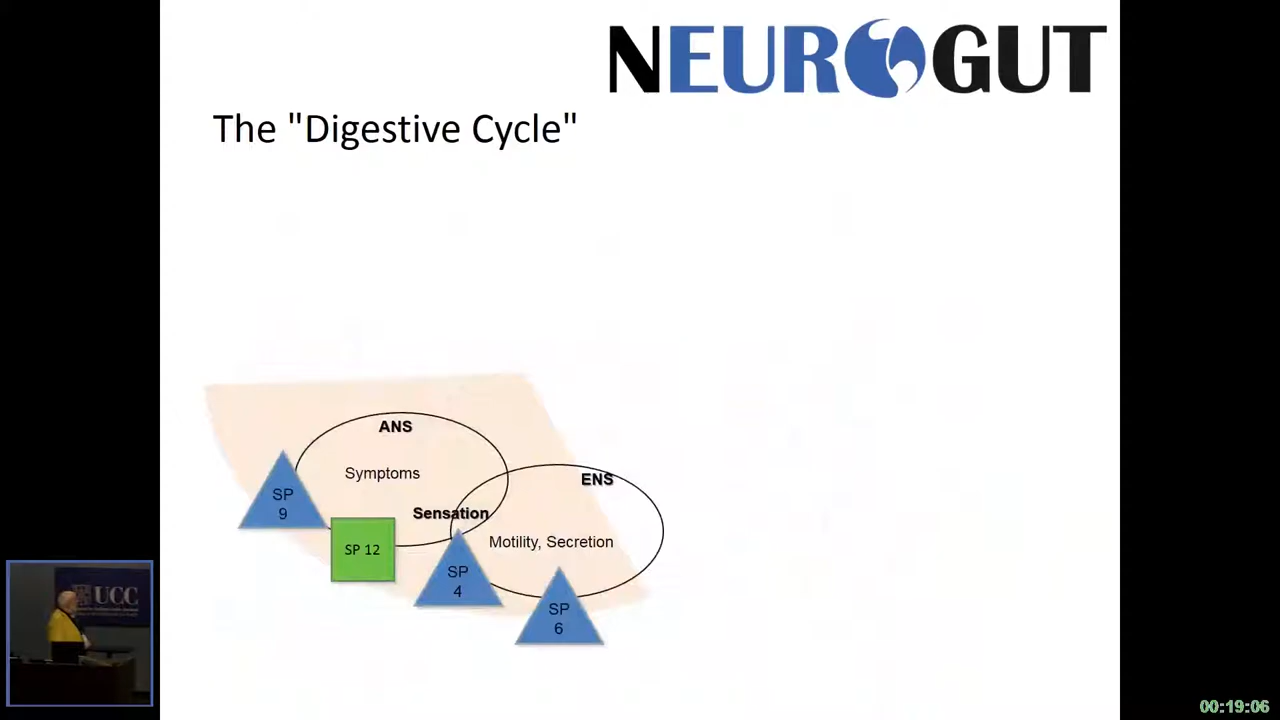 NEUROGUT
The "Digestive Cycle"
ANS
Symptoms
ENS
SP
9
Sensation
Motility, Secretion
SP 12
SP
4
SP
6
UCC
00:19:06